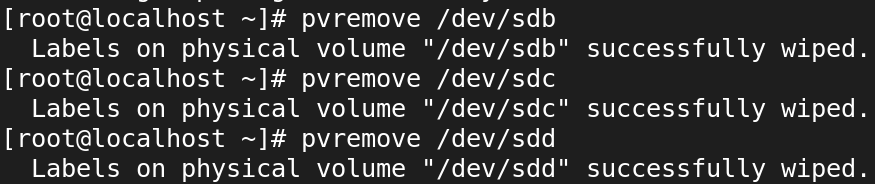 [root@localhost ~]# pvremove /dev/sdb
  Labels on physical volume "/dev/sdb" successfully wiped.
[root@localhost ~]# pvremove /dev/sdc
  Labels on physical volume "/dev/sdc" successfully wiped.
[root@localhost ~]# pvremove /dev/sdd
  Labels on physical volume "/dev/sdd" successfully wiped.